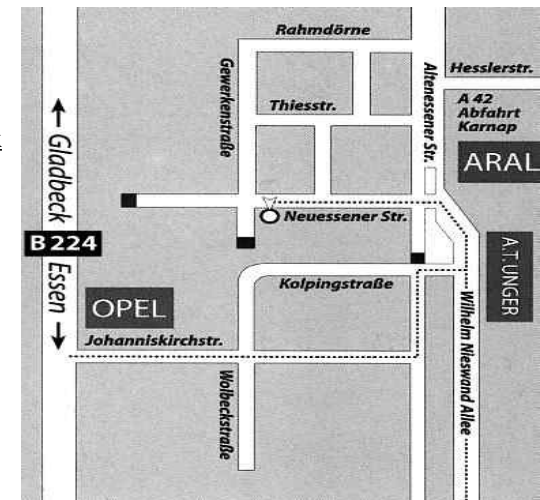 Rahmdörne
Gewerkenstraße
Altenessener Str.
Hesslerstr.
Thiesstr.
A 42
Abfahrt
Karnap
ARAL
Gladbeck
B 224
Essen
Neuessener Str.
A.T. UNGER
Kolpingstraße
OPEL
Johanniskirchstr.
Wolbeckstraße
Wilhelm Nieswand Allee